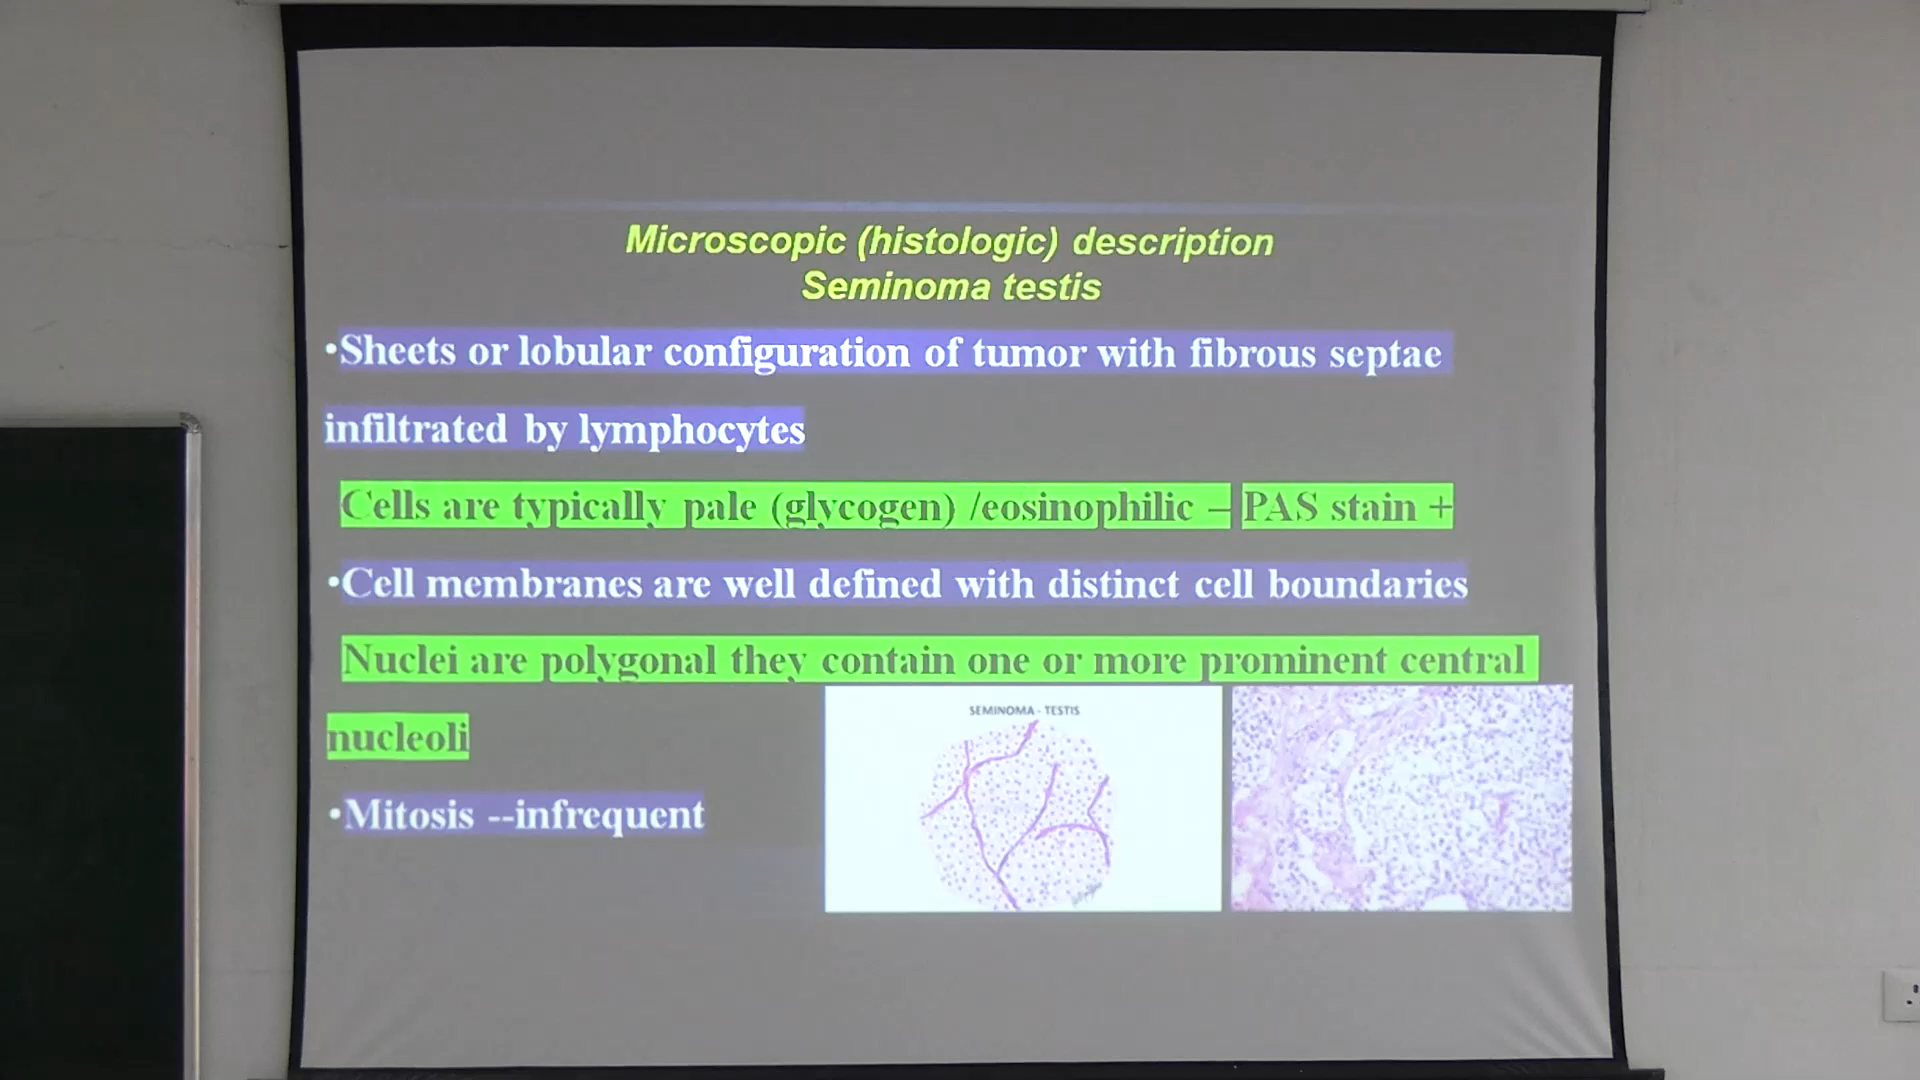 Microscopic (histologic) description
Seminoma testis
•Sheets or lobular configuration of tumor with fibrous septae
infiltrated by lymphocytes
Cells are typically pale (glycogen) /eosinophilic – PAS stain +
•Cell membranes are well defined with distinct cell boundaries
Nuclei are polygonal they contain one or more prominent central
nucleoli
•Mitosis --infrequent
SEMINOMA - TESTIS